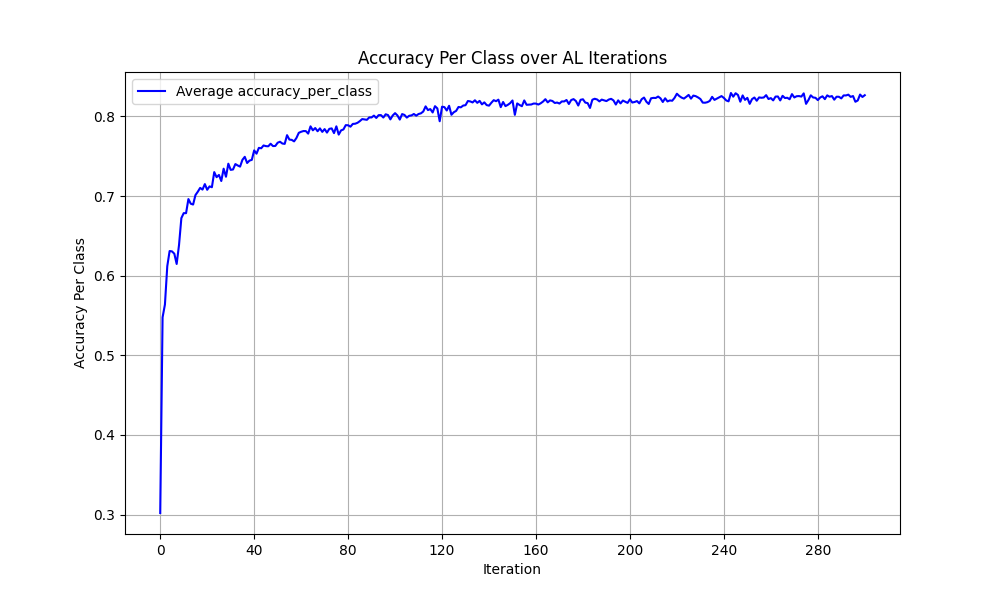 Accuracy Per Class over AL Iterations
Average accuracy_per_class
Accuracy Per Class
0.8
0.7
0.6
0.5
0.4
0.3
0 40 80 120 160 200 240 280
Iteration